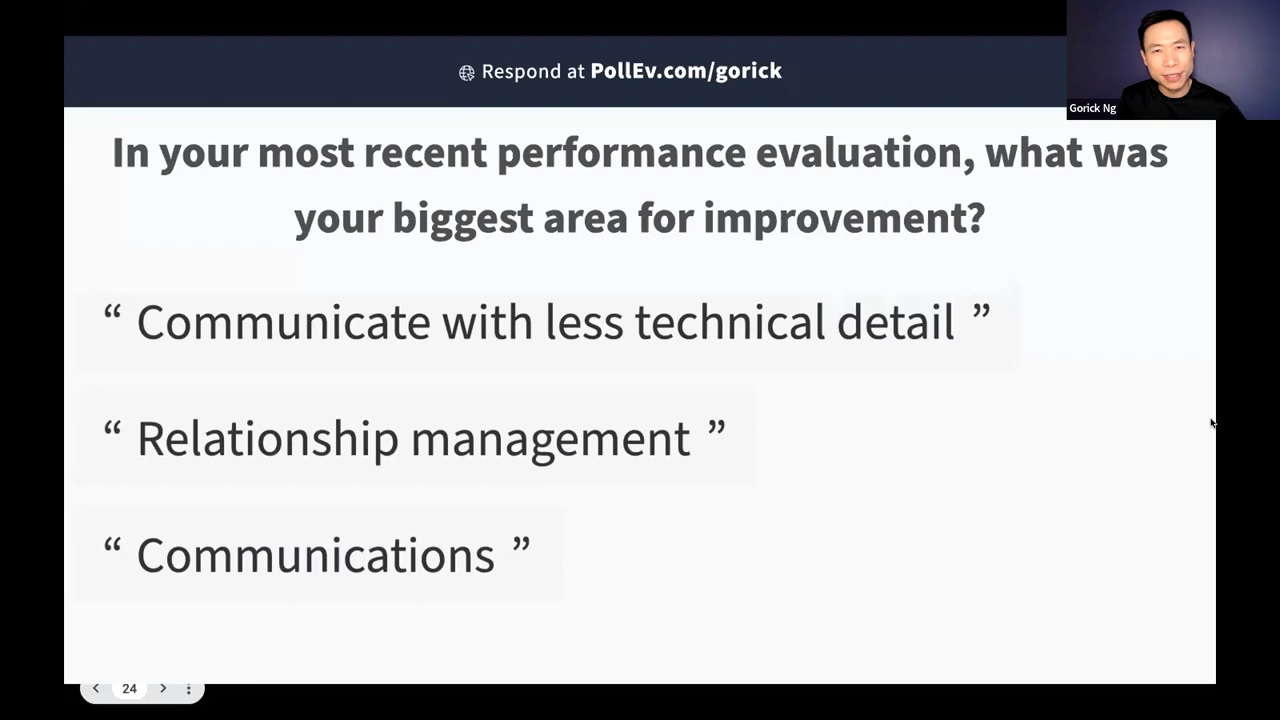 Respond at PollEv.com/gorick
Gorick Ng
In your most recent performance evaluation, what was
your biggest area for improvement?
“ Communicate with less technical detail ”
“ Relationship management ”
“ Communications ”
24